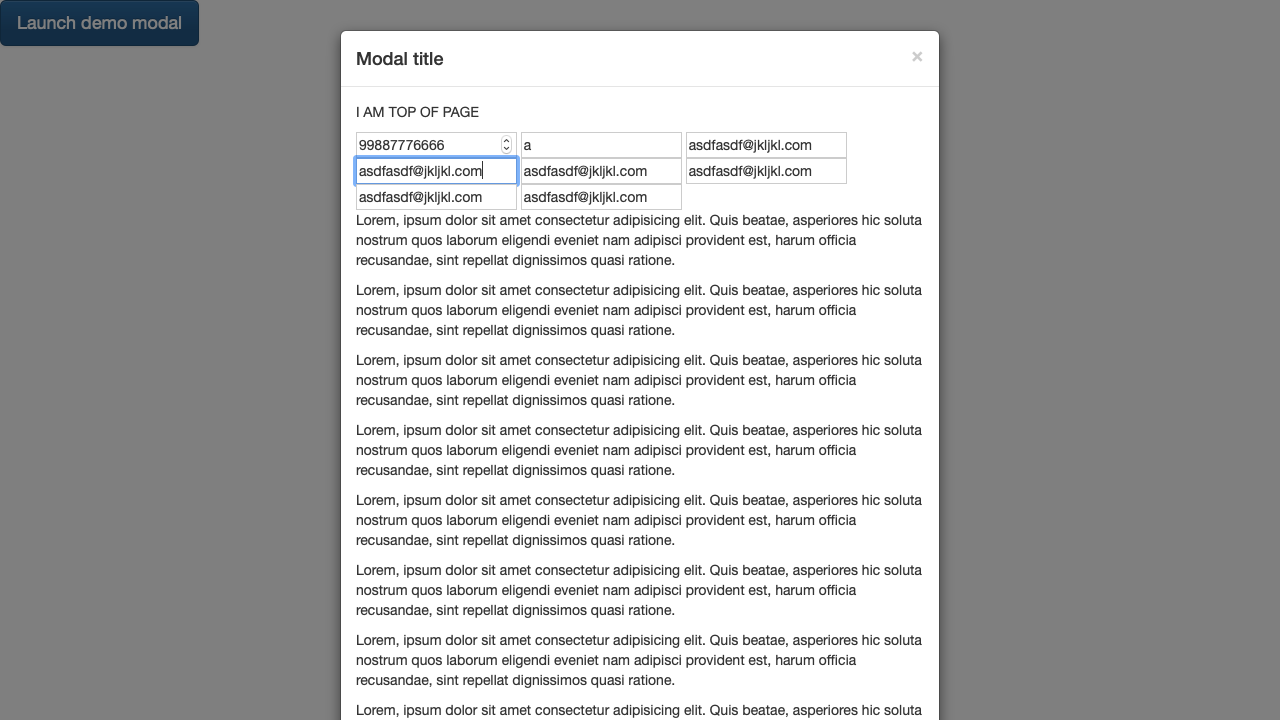 Launch demo modal
Modal title ×
I AM TOP OF PAGE
99887776666 a asdfasdf@jkljkl.com
asdfasdf@jkljkl.com asdfasdf@jkljkl.com asdfasdf@jkljkl.com
asdfasdf@jkljkl.com asdfasdf@jkljkl.com
Lorem, ipsum dolor sit amet consectetur adipisicing elit. Quis beatae, asperiores hic soluta
nostrum quos laborum eligendi eveniet nam adipisci provident est, harum officia
recusandae, sint repellat dignissimos quasi ratione.
Lorem, ipsum dolor sit amet consectetur adipisicing elit. Quis beatae, asperiores hic soluta
nostrum quos laborum eligendi eveniet nam adipisci provident est, harum officia
recusandae, sint repellat dignissimos quasi ratione.
Lorem, ipsum dolor sit amet consectetur adipisicing elit. Quis beatae, asperiores hic soluta
nostrum quos laborum eligendi eveniet nam adipisci provident est, harum officia
recusandae, sint repellat dignissimos quasi ratione.
Lorem, ipsum dolor sit amet consectetur adipisicing elit. Quis beatae, asperiores hic soluta
nostrum quos laborum eligendi eveniet nam adipisci provident est, harum officia
recusandae, sint repellat dignissimos quasi ratione.
Lorem, ipsum dolor sit amet consectetur adipisicing elit. Quis beatae, asperiores hic soluta
nostrum quos laborum eligendi eveniet nam adipisci provident est, harum officia
recusandae, sint repellat dignissimos quasi ratione.
Lorem, ipsum dolor sit amet consectetur adipisicing elit. Quis beatae, asperiores hic soluta
nostrum quos laborum eligendi eveniet nam adipisci provident est, harum officia
recusandae, sint repellat dignissimos quasi ratione.
Lorem, ipsum dolor sit amet consectetur adipisicing elit. Quis beatae, asperiores hic soluta
nostrum quos laborum eligendi eveniet nam adipisci provident est, harum officia
recusandae, sint repellat dignissimos quasi ratione.
Lorem, ipsum dolor sit amet consectetur adipisicing elit. Quis beatae, asperiores hic soluta